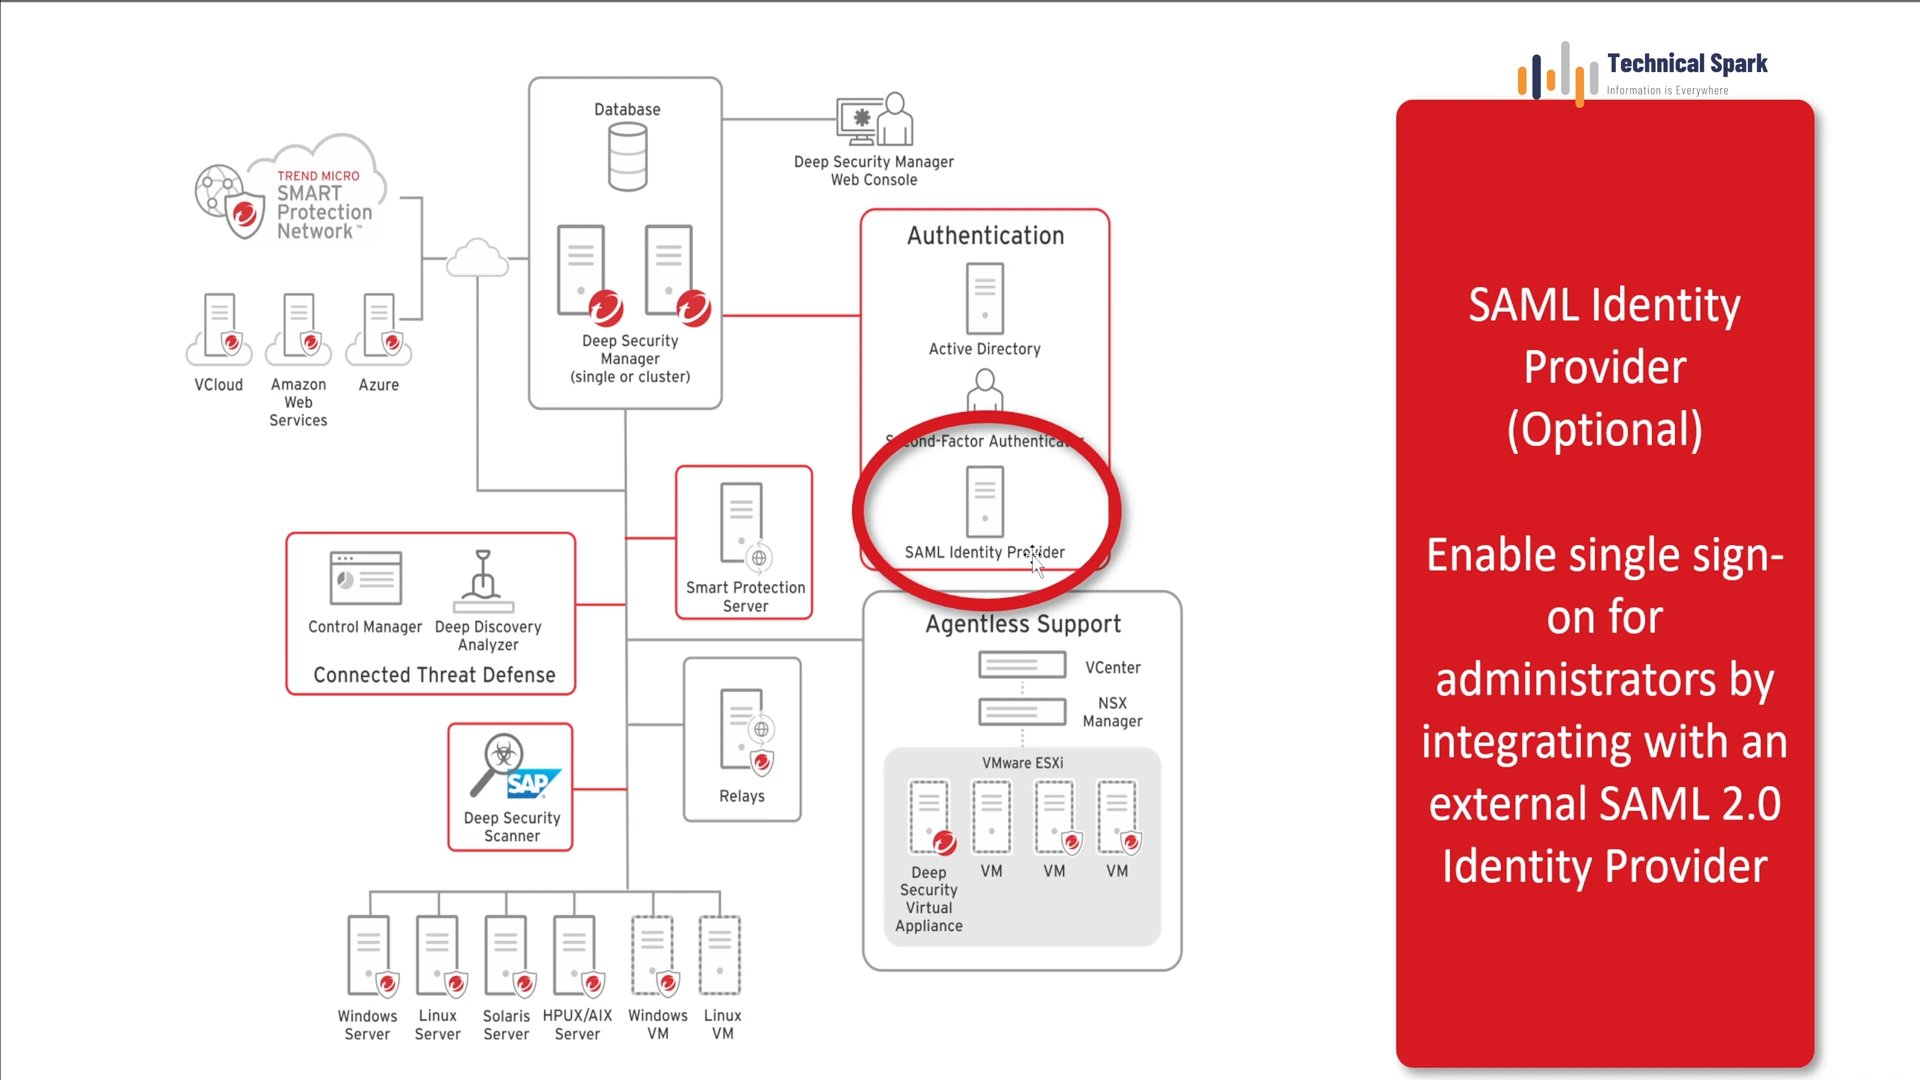 Technical Spark
Information is Everywhere
Database
Deep Security Manager
Web Console
TREND MICRO
SMART
Protection
Network™
VCloud
Amazon
Web
Services
Azure
Deep Security
Manager
(single or cluster)
Authentication
Active Directory
Second-Factor Authenticator
SAML Identity Provider
Smart Protection
Server
Control Manager
Deep Discovery
Analyzer
Connected Threat Defense
SAP
Deep Security
Scanner
Relays
Agentless Support
VCenter
NSX
Manager
VMware ESXi
Deep
Security
Virtual
Appliance
VM
VM
VM
Windows
Server
Linux
Server
Solaris
Server
HPUX/AIX
Server
Windows
VM
Linux
VM
SAML Identity
Provider
(Optional)
Enable single sign-
on for
administrators by
integrating with an
external SAML 2.0
Identity Provider